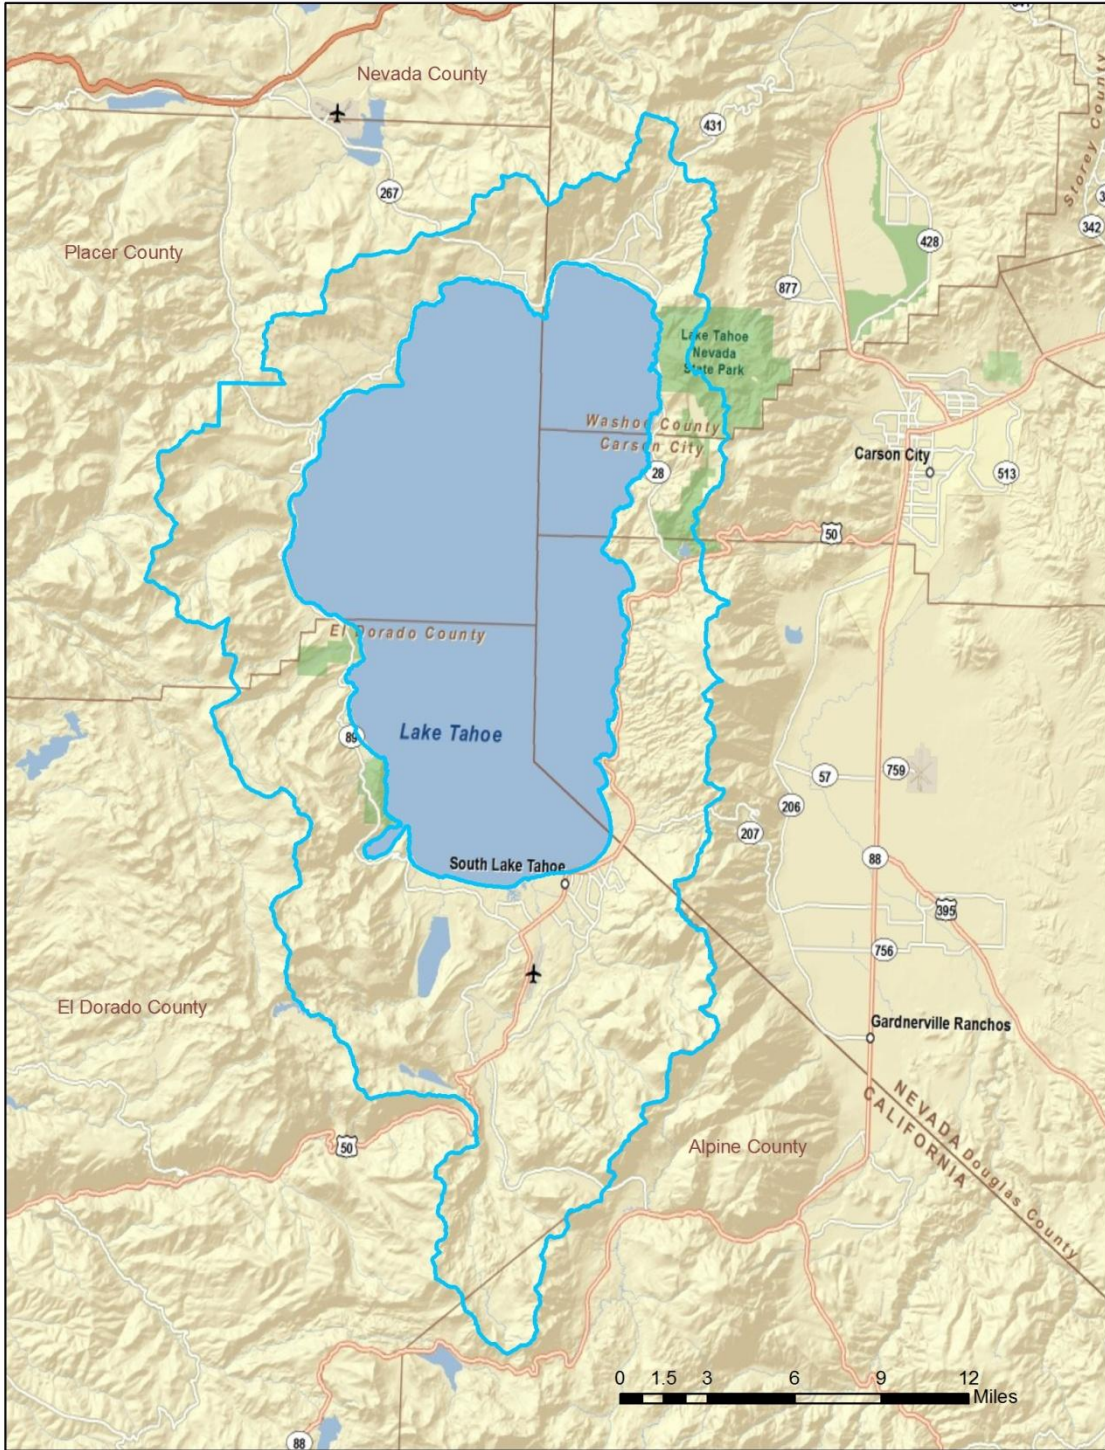 Nevada County
431
267
Storey County
342
428
Placer County
877
Lake Tahoe
Nevada
State Park
Washoe County
Carson City
Carson City
28
513
50
El Dorado County
Lake Tahoe
89
57
759
206
207
South Lake Tahoe
88
395
756
El Dorado County
Gardnerville Ranchos
NEVADA Douglas County
CALIFORNIA
50
Alpine County
0 1.5 3 6 9 12
Miles
88